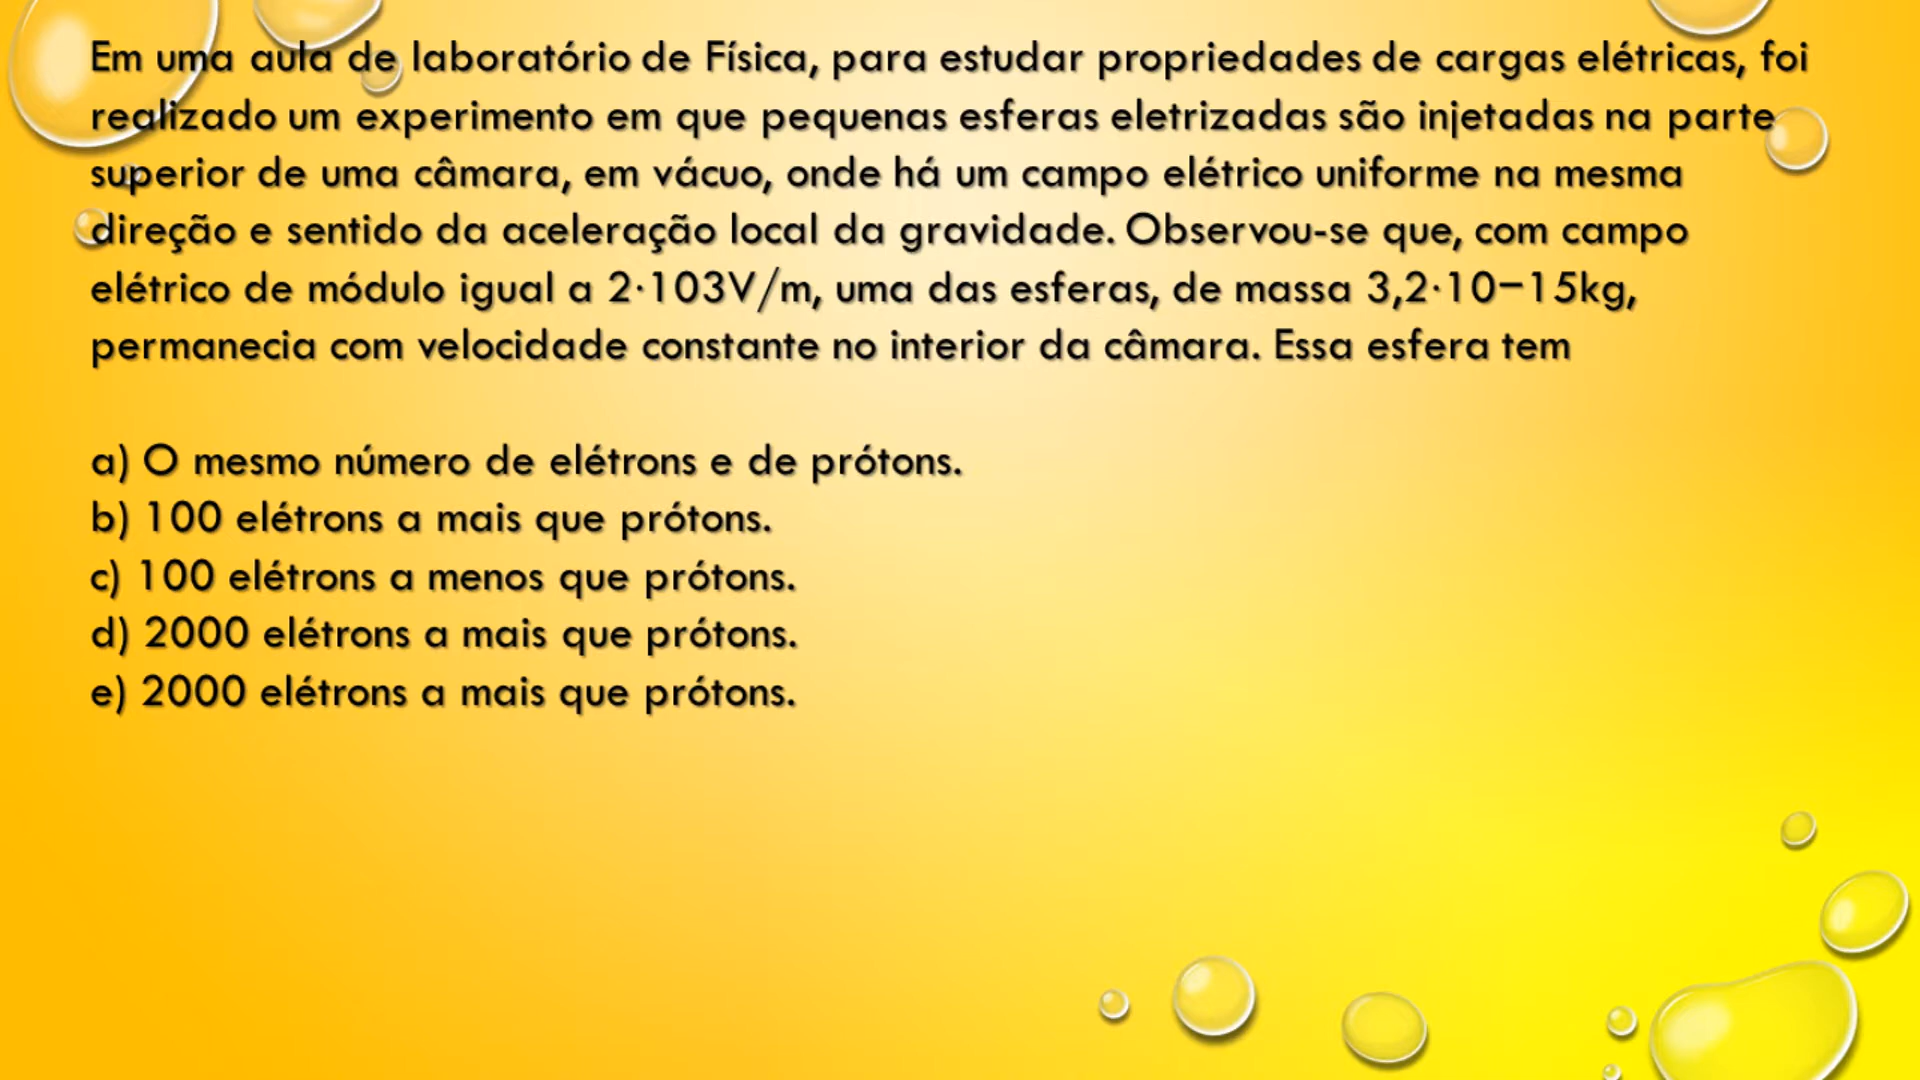 Em uma aula de laboratório de Física, para estudar propriedades de cargas elétricas, foi
realizado um experimento em que pequenas esferas eletrizadas são injetadas na parte
superior de uma câmara, em vácuo, onde há um campo elétrico uniforme na mesma
direção e sentido da aceleração local da gravidade. Observou-se que, com campo
elétrico de módulo igual a 2·103V/m, uma das esferas, de massa 3,2·10−15kg,
permanecia com velocidade constante no interior da câmara. Essa esfera tem
a) O mesmo número de elétrons e de prótons.
b) 100 elétrons a mais que prótons.
c) 100 elétrons a menos que prótons.
d) 2000 elétrons a mais que prótons.
e) 2000 elétrons a mais que prótons.